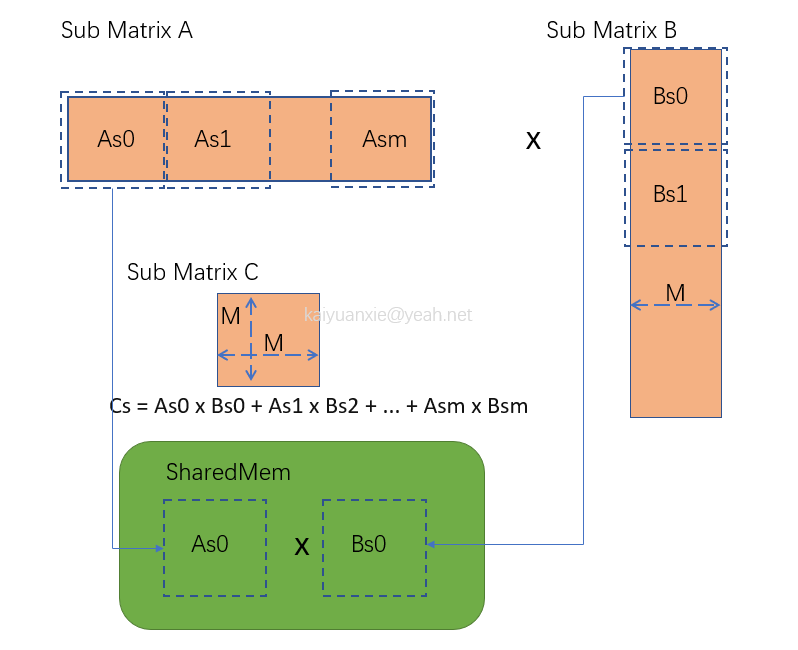 Sub Matrix A
Sub Matrix B
As0
As1
Asm
x
Bs0
Bs1
M
Sub Matrix C
M
M
kaiyuanxie@yeah.net
Cs = As0 x Bs0 + As1 x Bs2 + ... + Asm x Bsm
SharedMem
As0
x
Bs0